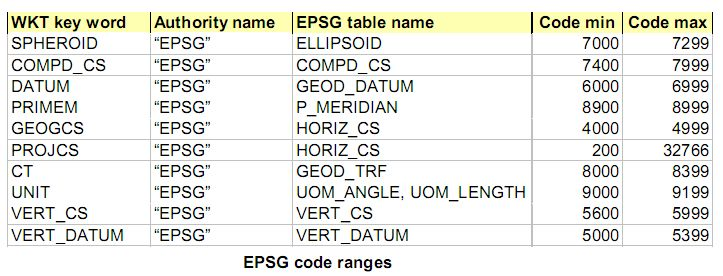 WKT key word Authority name EPSG table name Code min Code max
SPHEROID “EPSG” ELLIPSOID 7000 7299
COMPD_CS “EPSG” COMPD_CS 7400 7999
DATUM “EPSG” GEOD_DATUM 6000 6999
PRIMEM “EPSG” P_MERIDIAN 8900 8999
GEOGCS “EPSG” HORIZ_CS 4000 4999
PROJCS “EPSG” HORIZ_CS 200 32766
CT “EPSG” GEOD_TRF 8000 8399
UNIT “EPSG” UOM_ANGLE, UOM_LENGTH 9000 9199
VERT_CS “EPSG” VERT_CS 5600 5999
VERT_DATUM “EPSG” VERT_DATUM 5000 5399
EPSG code ranges